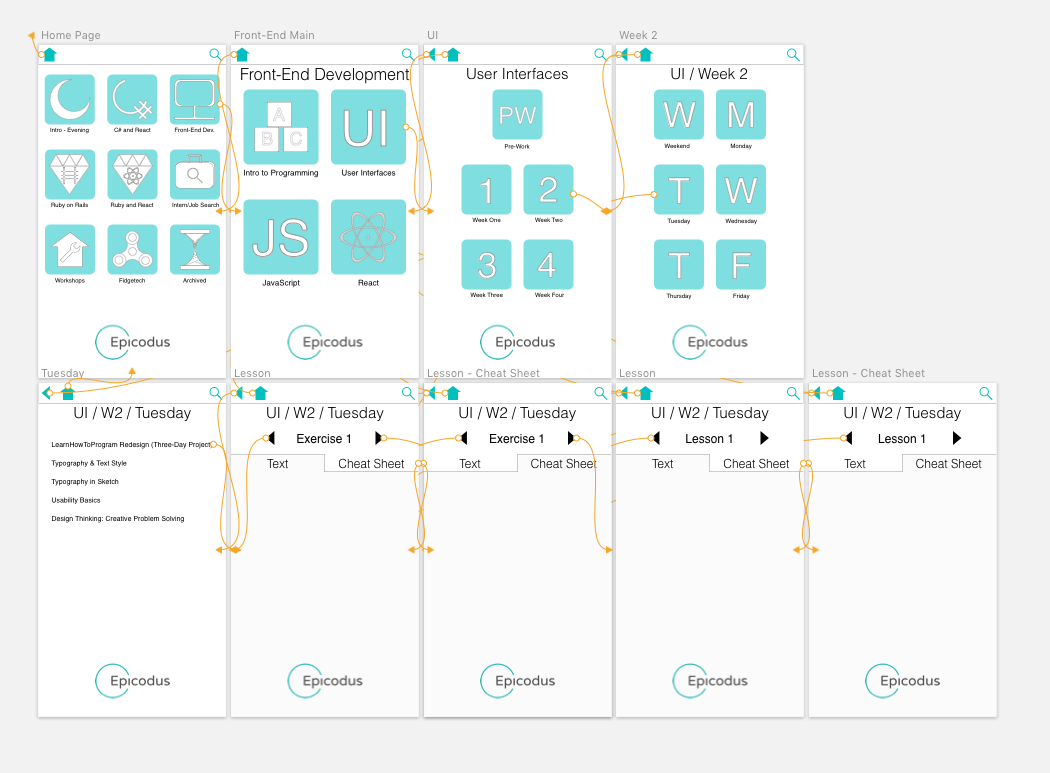 Home Page
Front-End Main
UI
Week 2
Intro - Evening
C# and React
Front-End Dev.
Ruby on Rails
Ruby and React
Intern/Job Search
Workshops
Fidgetech
Archived
Epicodus
Front-End Development
A
B C
UI
Intro to Programming
User Interfaces
JS
JavaScript
React
Epicodus
User Interfaces
PW
Pre-Work
1 2
Week One
Week Two
3 4
Week Three
Week Four
Epicodus
UI / Week 2
W M
Weekend
Monday
T W
Tuesday
Wednesday
T F
Thursday
Friday
Epicodus
Tuesday
Lesson
Lesson - Cheat Sheet
Lesson
Lesson - Cheat Sheet
UI / W2 / Tuesday
LearnHowToProgram Redesign (Three-Day Project)
Typography & Text Style
Typography in Sketch
Usability Basics
Design Thinking: Creative Problem Solving
Epicodus
UI / W2 / Tuesday
Exercise 1
Text
Cheat Sheet
Epicodus
UI / W2 / Tuesday
Exercise 1
Text
Cheat Sheet
Epicodus
UI / W2 / Tuesday
Lesson 1
Text
Cheat Sheet
Epicodus
UI / W2 / Tuesday
Lesson 1
Text
Cheat Sheet
Epicodus